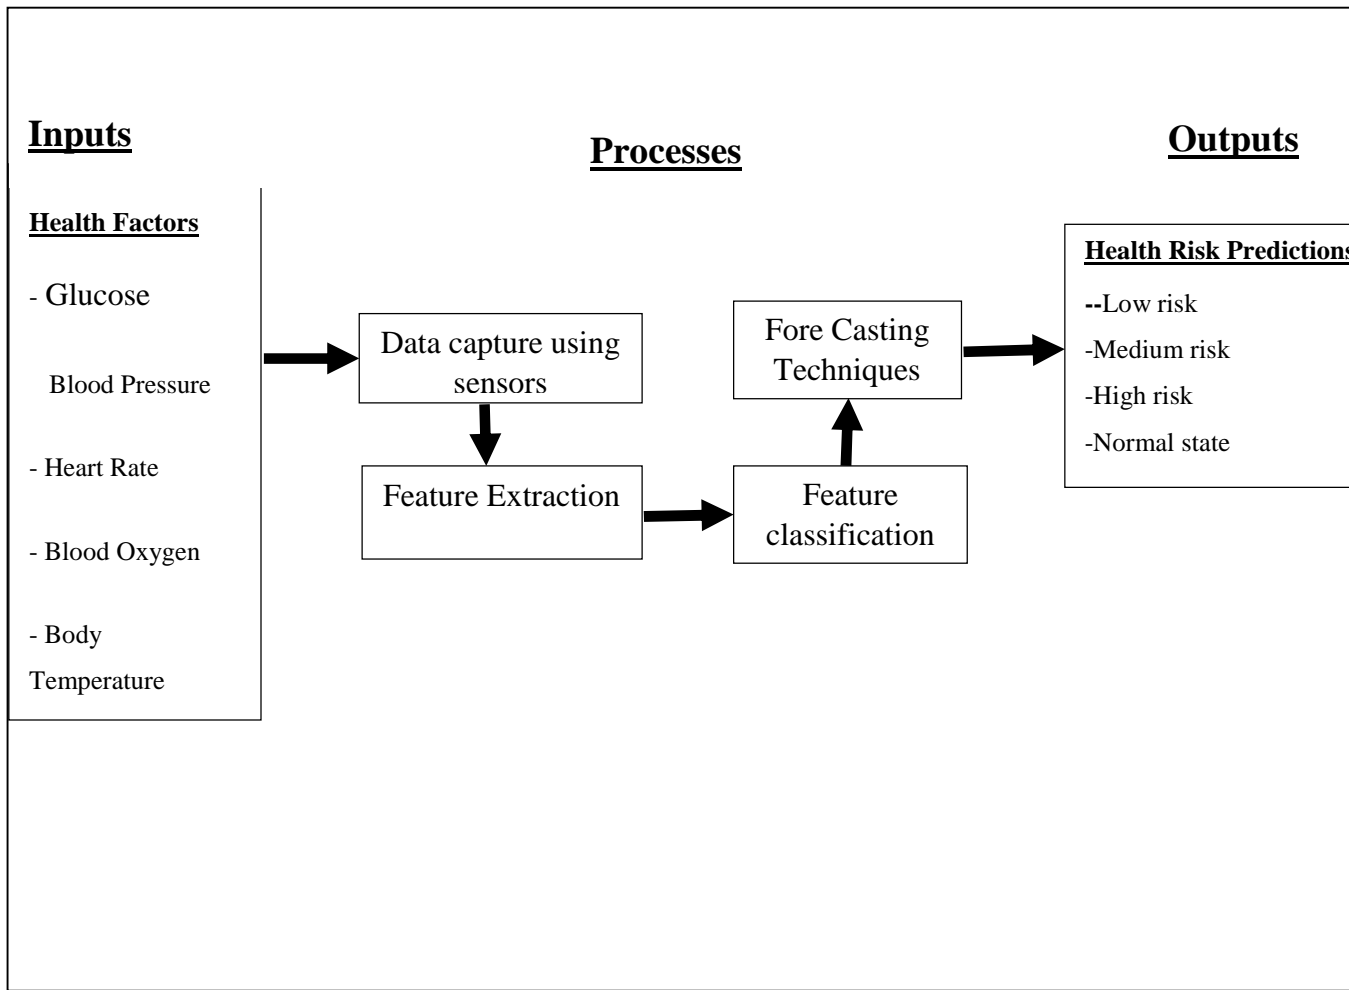 Inputs
Health Factors
- Glucose
Blood Pressure
- Heart Rate
- Blood Oxygen
- Body
Temperature
Processes
Data capture using
sensors
Feature Extraction
Feature
classification
Fore Casting
Techniques
Outputs
Health Risk Predictions
--Low risk
-Medium risk
-High risk
-Normal state